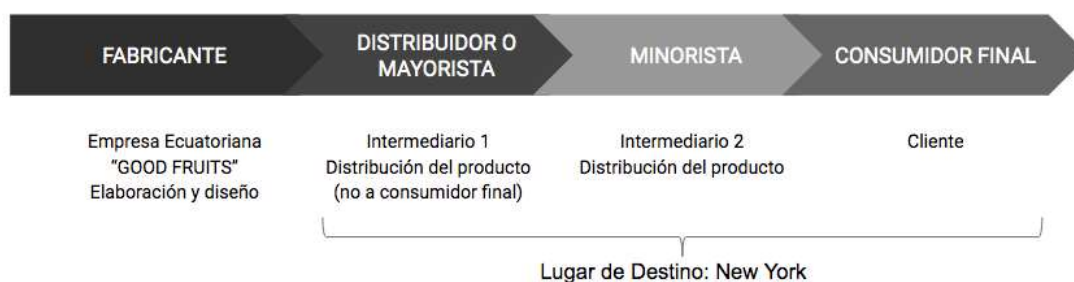 FABRICANTE
DISTRIBUIDOR O
MAYORISTA
MINORISTA
CONSUMIDOR FINAL
Empresa Ecuatoriana
“GOOD FRUITS”
Elaboración y diseño
Intermediario 1
Distribución del producto
(no a consumidor final)
Intermediario 2
Distribución del producto
Cliente
Lugar de Destino: New York